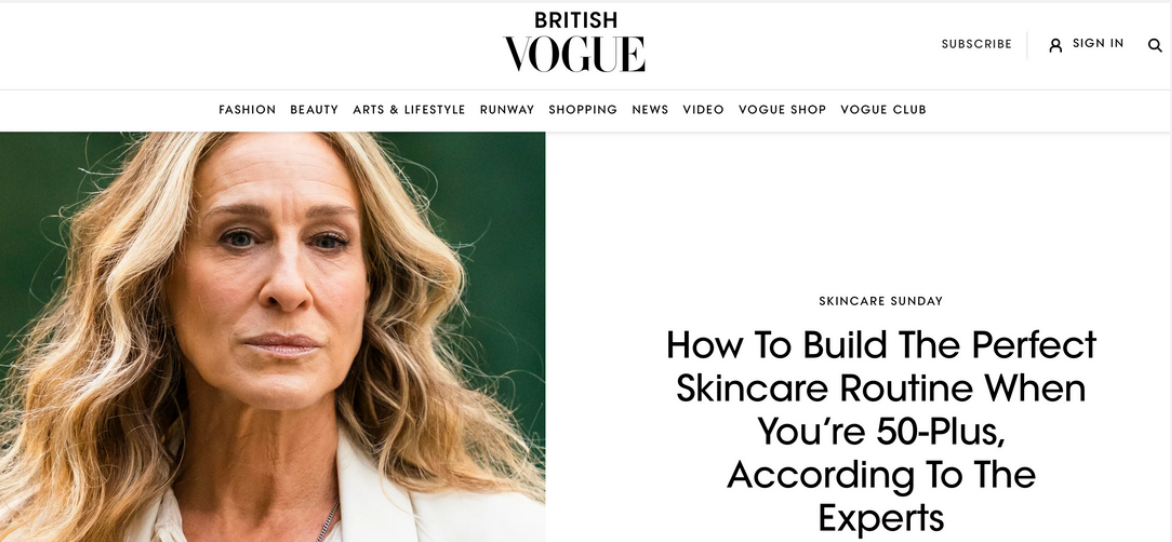 BRITISH
VOGUE
SUBSCRIBE
SIGN IN
FASHION BEAUTY ARTS & LIFESTYLE RUNWAY SHOPPING NEWS VIDEO VOGUE SHOP VOGUE CLUB
SKINCARE SUNDAY
How To Build The Perfect
Skincare Routine When
You’re 50-Plus,
According To The
Experts